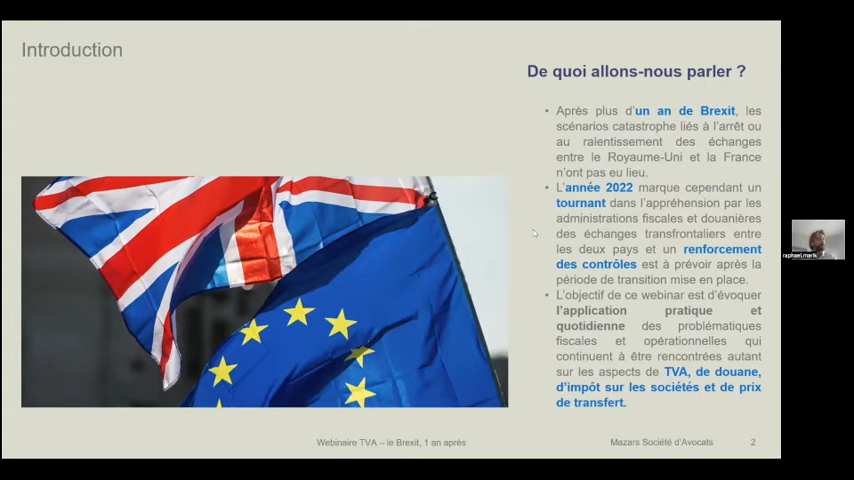 Introduction
De quoi allons-nous parler ?
• Après plus d'un an de Brexit, les
scénarios catastrophe liés à l'arrêt ou
au ralentissement des échanges
entre le Royaume-Uni et la France
n'ont pas eu lieu.
• L'année 2022 marque cependant un
tournant dans l'appréhension par les
administrations fiscales et douanières
des échanges transfrontaliers entre
les deux pays et un renforcement
des contrôles est à prévoir après la
période de transition mise en place.
• L'objectif de ce webinar est d'évoquer
l'application pratique et
quotidienne des problématiques
fiscales et opérationnelles qui
continuent à être rencontrées autant
sur les aspects de TVA, de douane,
d'impôt sur les sociétés et de prix
de transfert.
raphael.marik
Webinaire TVA – le Brexit, 1 an après
Mazars Société d'Avocats
2